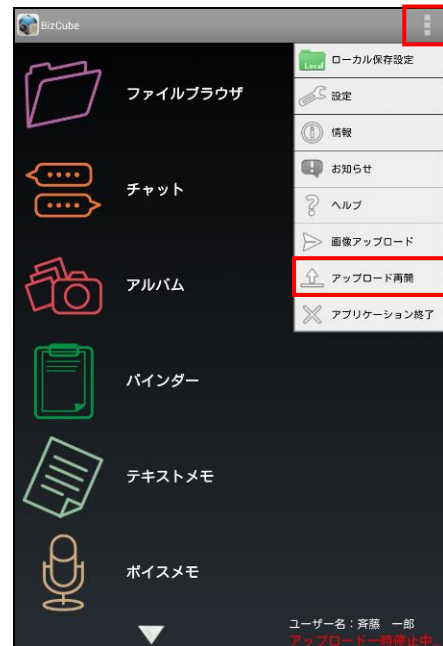 BizCube
ローカル保存設定
Local
設定
情報
お知らせ
ヘルプ
画像アップロード
アップロード再開
アプリケーション終了
ファイルブラウザ
チャット
アルバム
バインダー
テキストメモ
ボイスメモ
ユーザー名：斉藤　一郎
アップロード一時停止中